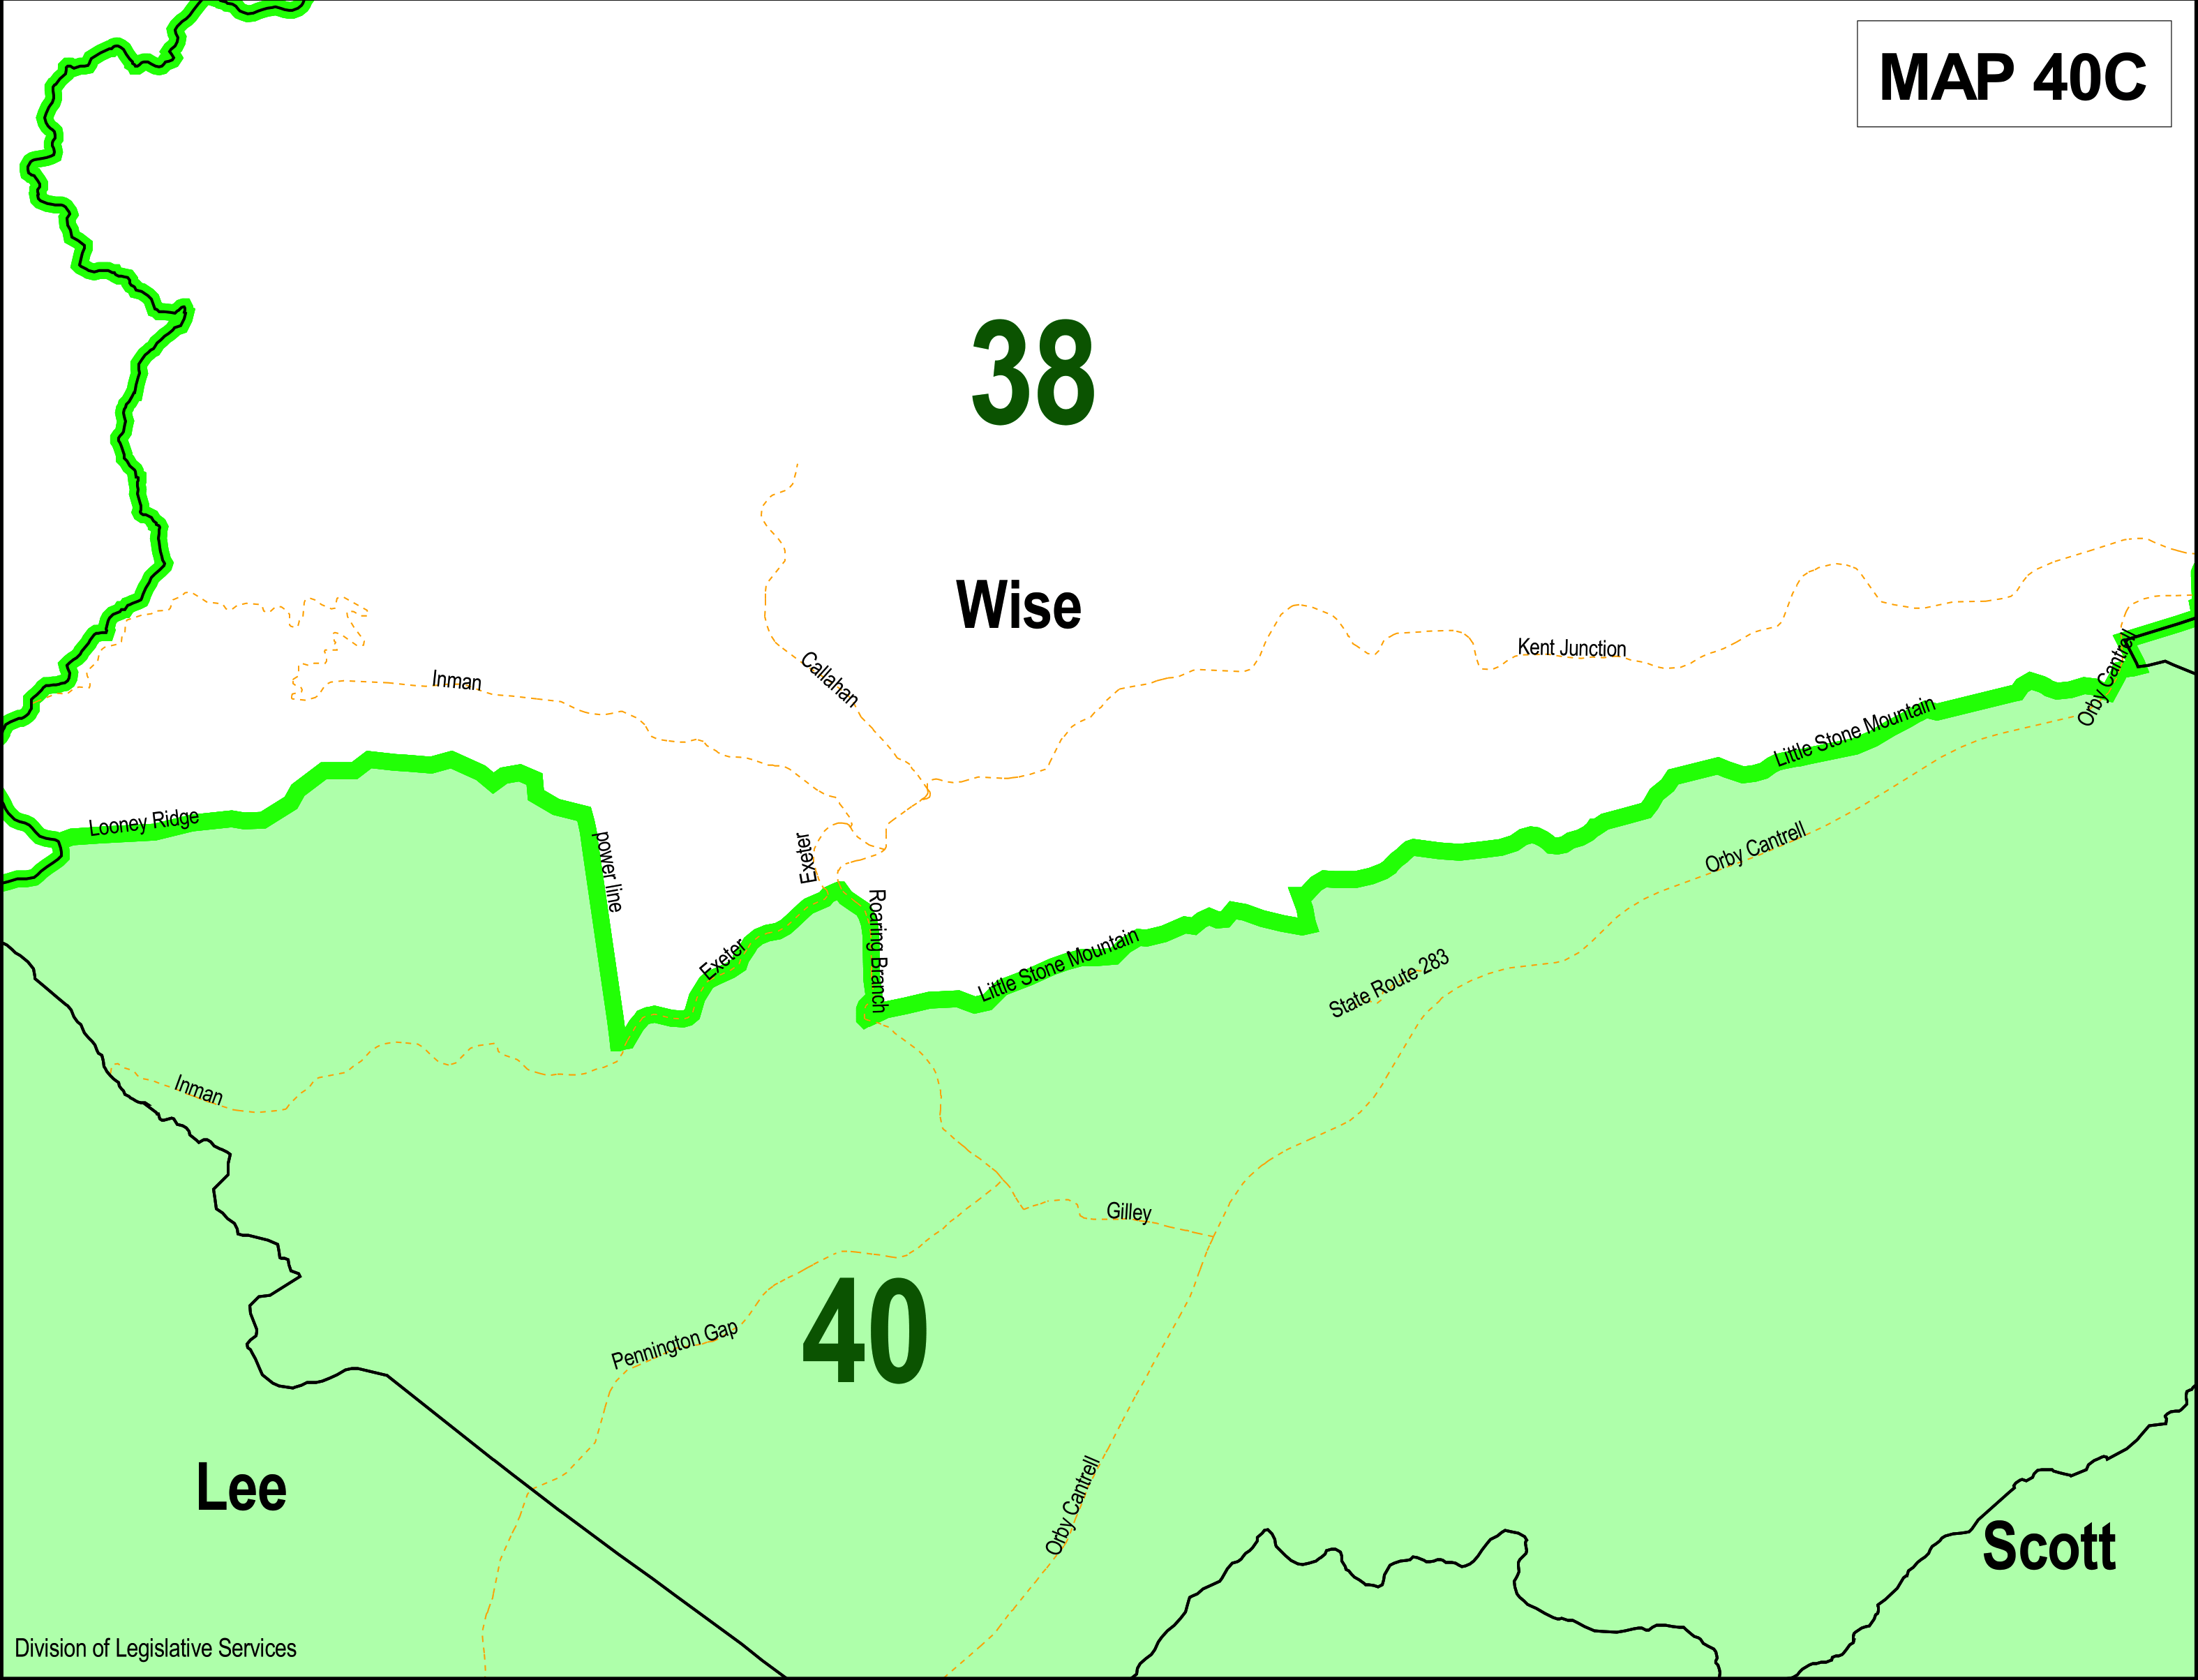 MAP 40C
38
Wise
Kent Junction
Callahan
Inman
Orby Cantrell
Little Stone Mountain
Looney Ridge
power line
Exeter
Orby Cantrell
Roaring Branch
Exeter
Little Stone Mountain
State Route 283
Inman
Gilley
40
Pennington Gap
Lee
Orby Cantrell
Scott
Division of Legislative Services